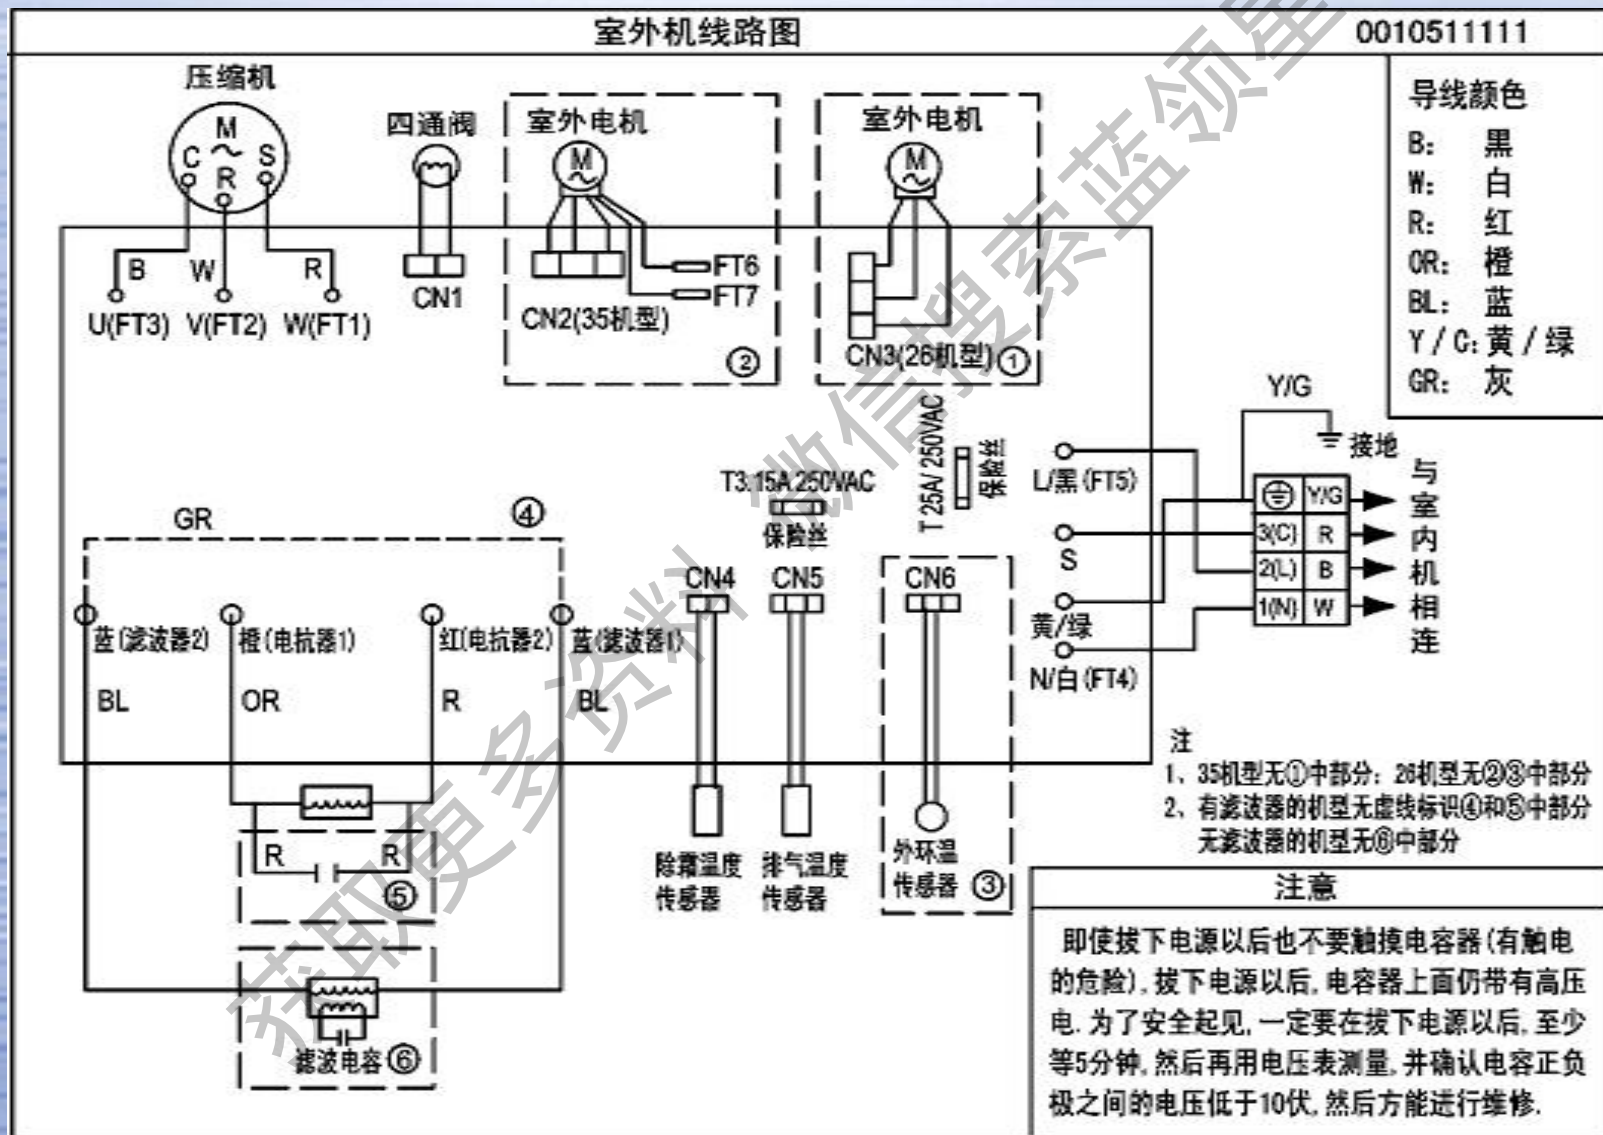 室外机线路图
0010511111
压缩机
M
C
S
R
B
W
R
U(FT3) V(FT2) W(FT1)
四通阀
CN1
室外电机
M
FT6
FT7
CN2(35机型)
②
室外电机
M
CN3(26机型)
①
导线颜色
B: 黑
W: 白
R: 红
OR: 橙
BL: 蓝
Y/G:黄/绿
GR: 灰
Y/G
接地
T3.15A 250VAC
保险丝
T 25A/250VAC
保险丝
L/黑(FT5)
S
黄/绿
N/白(FT4)
Y/G
3(C) R
2(L) B
1(N) W
与室内机相连
GR
④
蓝(滤波器2)
橙(电抗器1)
红(电抗器2)
蓝(滤波器1)
BL
OR
R
BL
R
R
⑤
滤波电容⑥
CN4
CN5
CN6
除霜温度
传感器
排气温度
传感器
外环温
传感器
③
注
1、35机型无①中部分; 26机型无②③中部分
2、有滤波器的机型无虚线标识④和⑤中部分
无滤波器的机型无⑥中部分
注意
即使拔下电源以后也不要触摸电容器(有触电
的危险),拔下电源以后,电容器上面仍带有高压
电.为了安全起见,一定要在拔下电源以后,至少
等5分钟,然后再用电压表测量,并确认电容正负
极之间的电压低于10伏,然后方能进行维修.
获取更多资料 微信搜索蓝领星